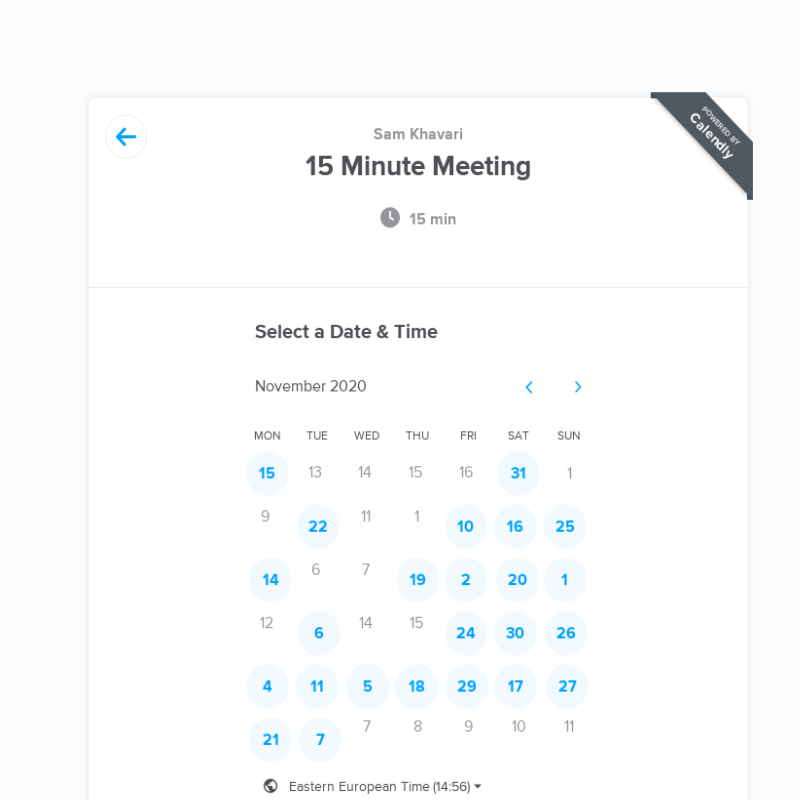 POWERED BY
Calendly
Sam Khavari
15 Minute Meeting
15 min
Select a Date & Time
November 2020
MON TUE WED THU FRI SAT SUN
15 13 14 15 16 31 1
9 22 11 1 10 16 25
14 6 7 19 2 20 1
12 6 14 15 24 30 26
4 11 5 18 29 17 27
21 7 7 8 9 10 11
Eastern European Time (14:56)